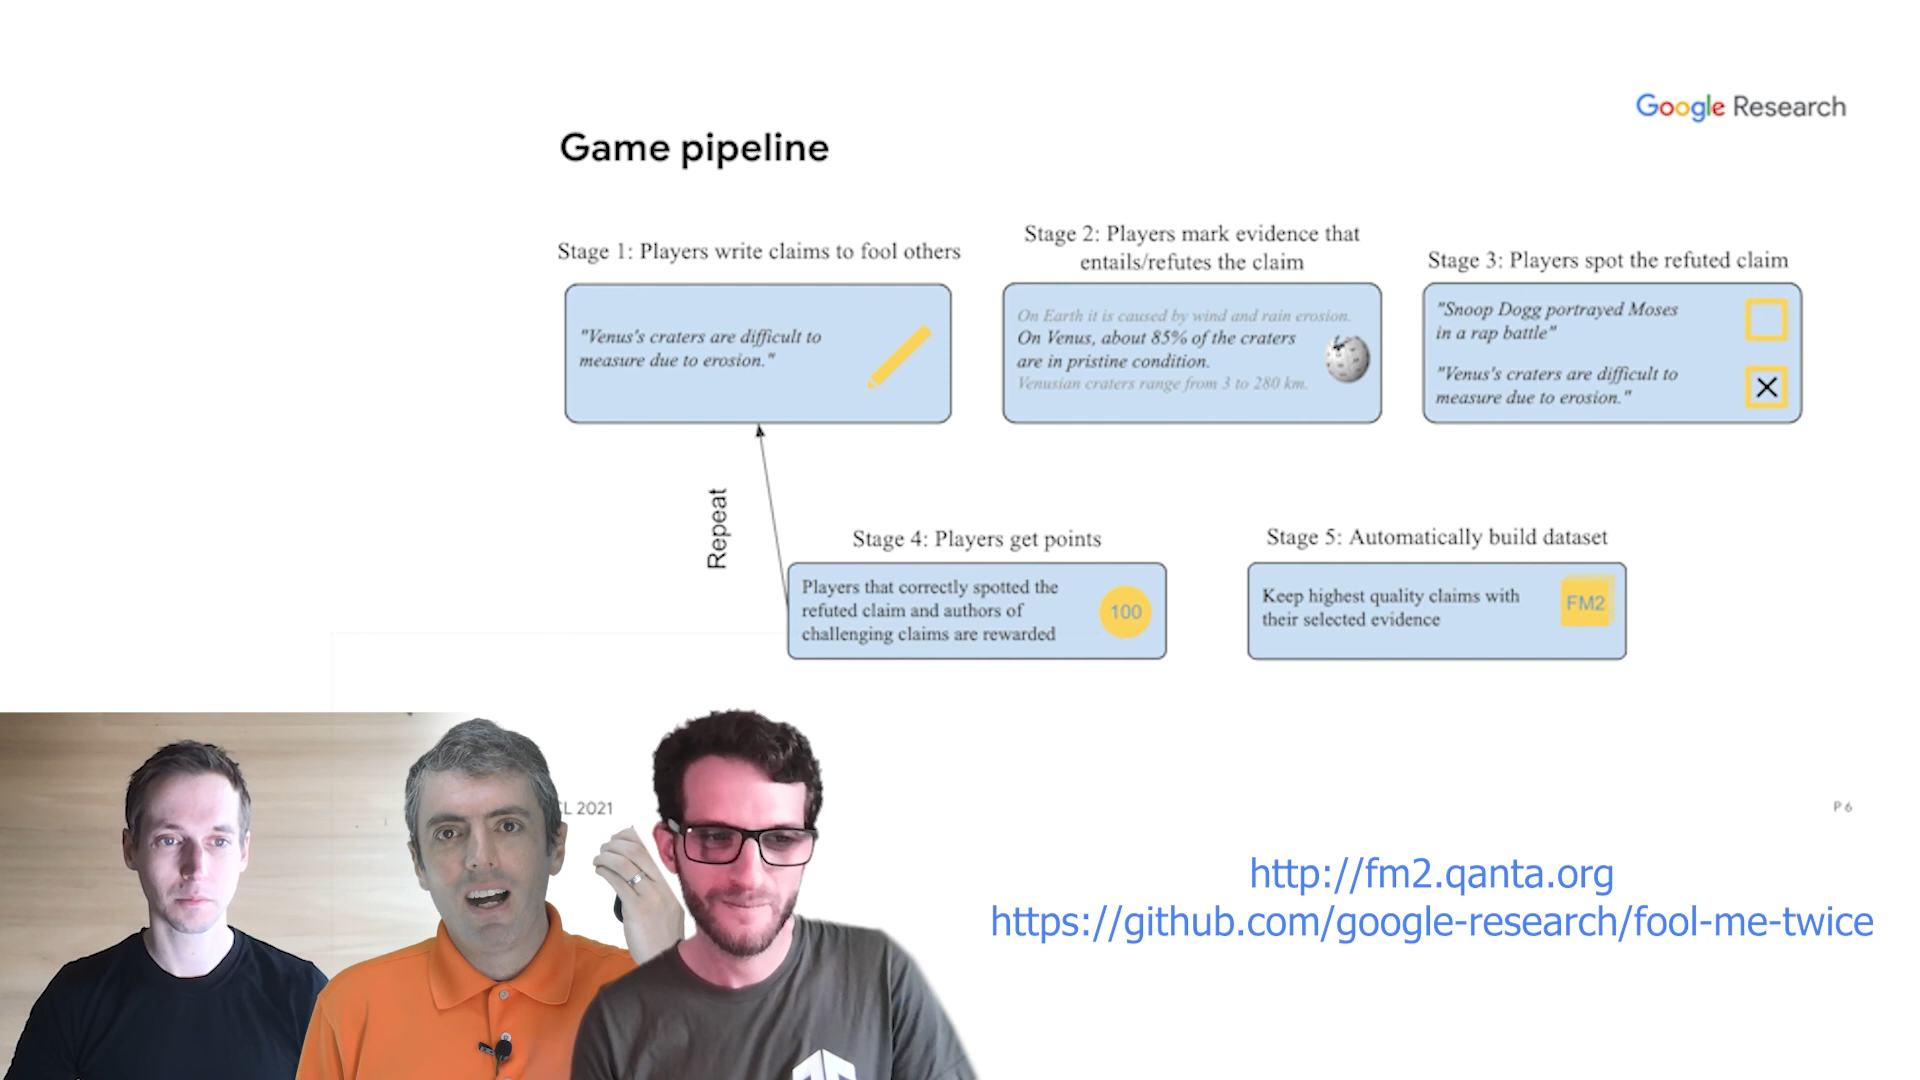 Google Research
Game pipeline
Stage 1: Players write claims to fool others
"Venus's craters are difficult to
measure due to erosion."
Stage 2: Players mark evidence that
entails/refutes the claim
On Earth it is caused by wind and rain erosion.
On Venus, about 85% of the craters
are in pristine condition.
Venusian craters range from 3 to 280 km.
Stage 3: Players spot the refuted claim
"Snoop Dogg portrayed Moses
in a rap battle"
"Venus's craters are difficult to
measure due to erosion."
Repeat
Stage 4: Players get points
Players that correctly spotted the
refuted claim and authors of
challenging claims are rewarded
100
Stage 5: Automatically build dataset
Keep highest quality claims with
their selected evidence
FM2
2021
P 6
http://fm2.qanta.org
https://github.com/google-research/fool-me-twice